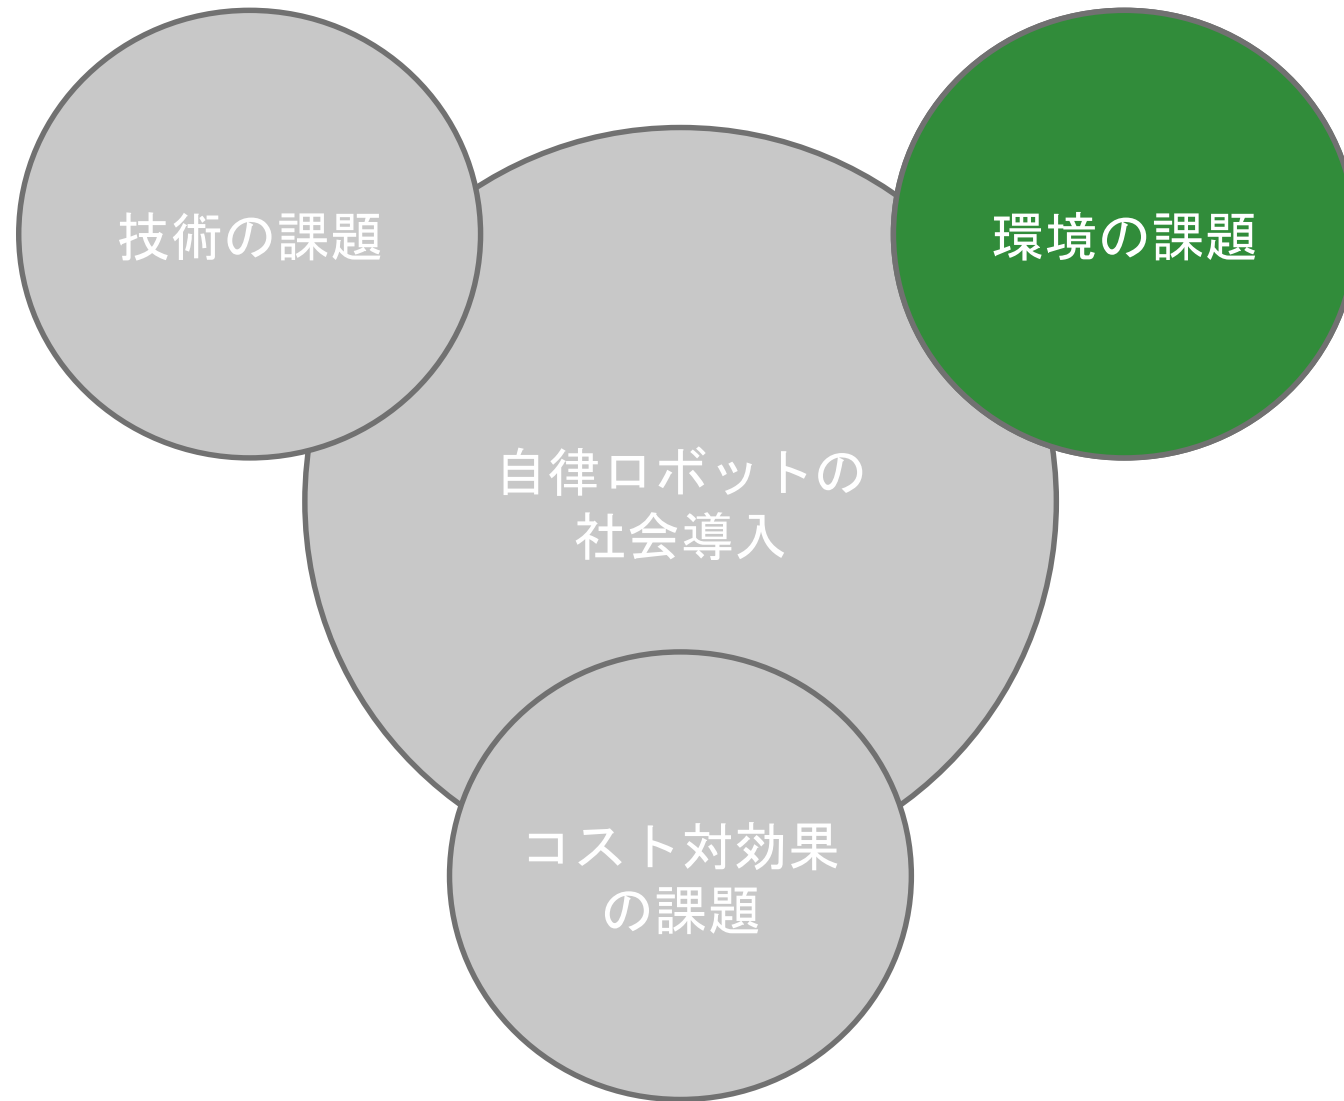 技術の課題
環境の課題
自律ロボットの
社会導入
コスト対効果
の課題